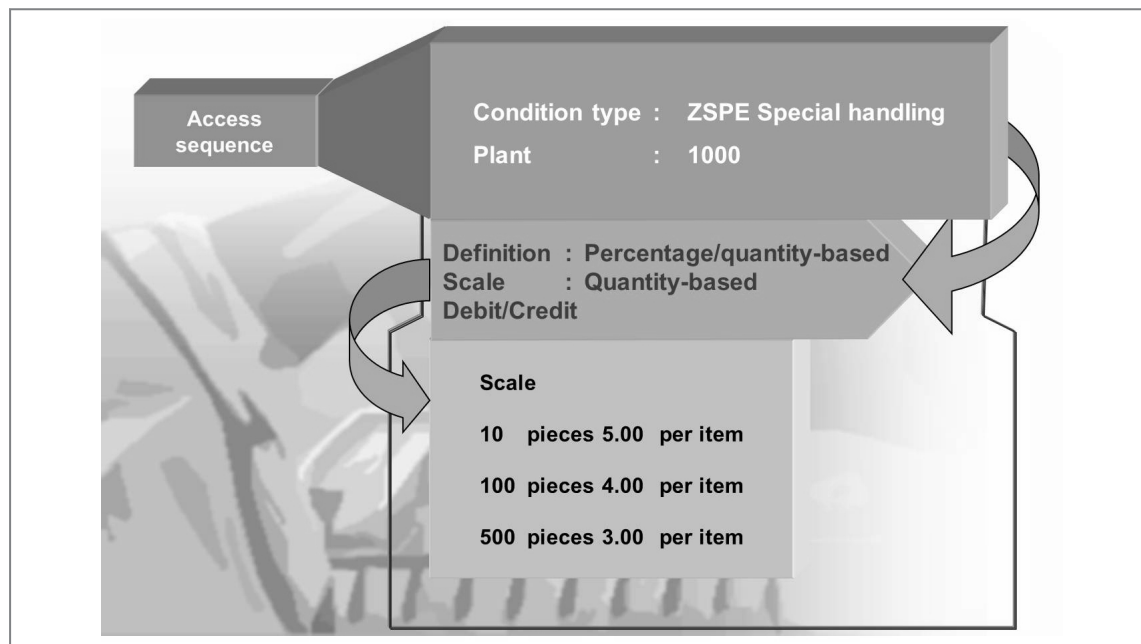 Access
sequence
Condition type : ZSPE Special handling
Plant : 1000
Definition : Percentage/quantity-based
Scale : Quantity-based
Debit/Credit
Scale
10 pieces 5.00 per item
100 pieces 4.00 per item
500 pieces 3.00 per item